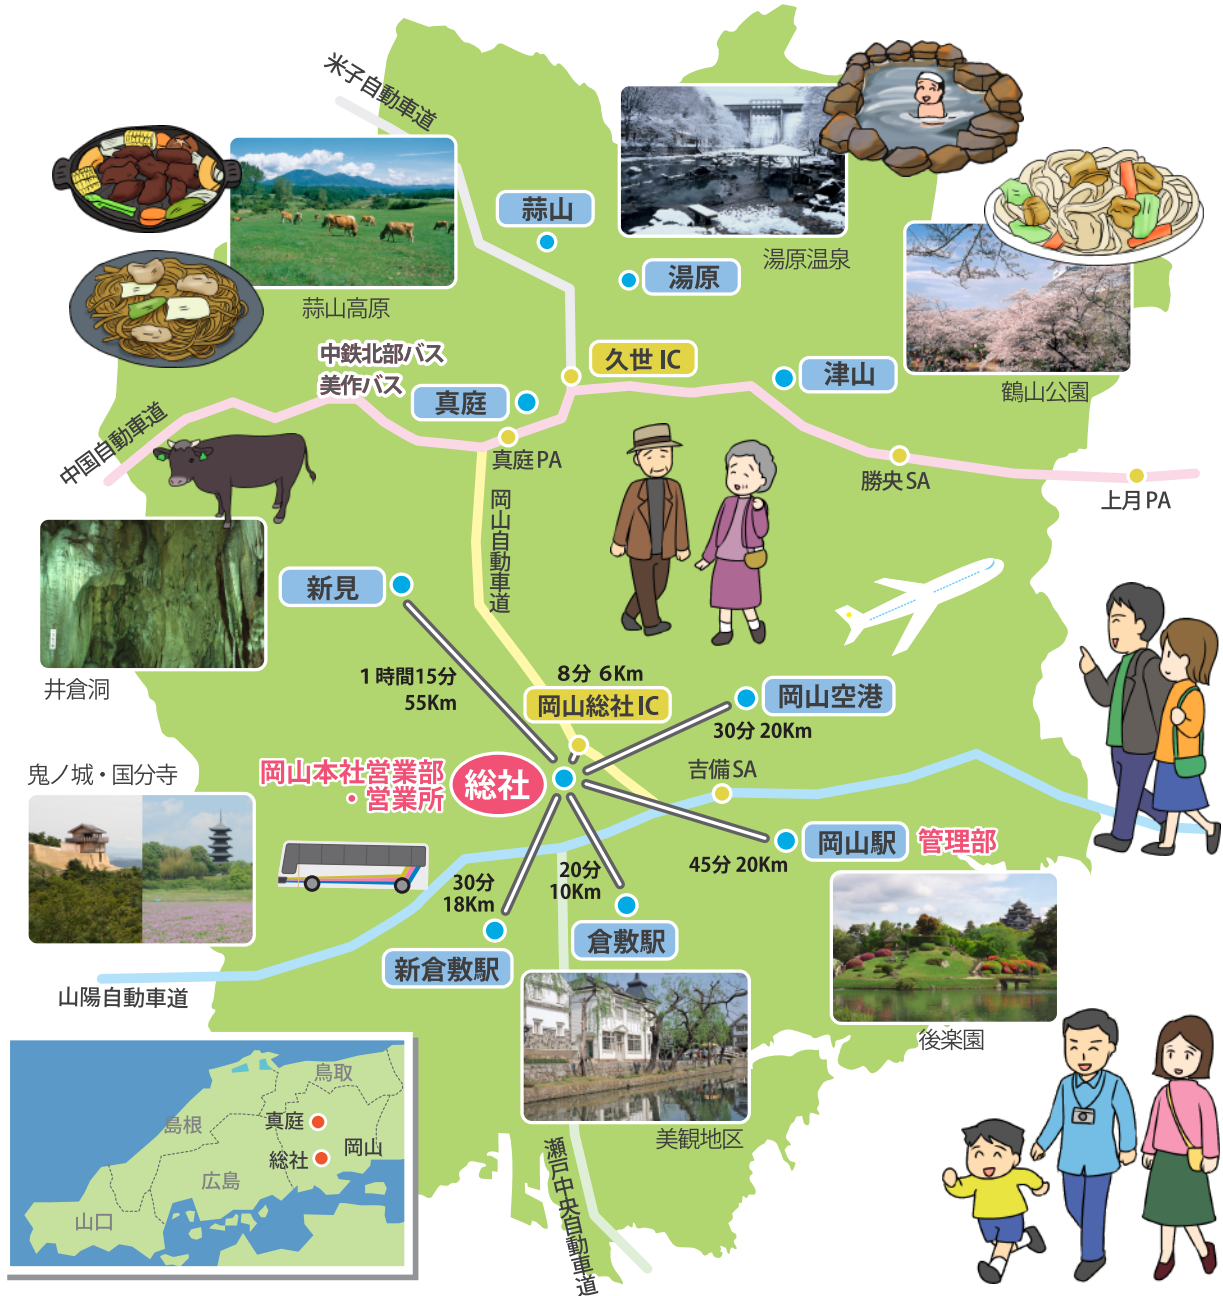 米子自動車道
蒜山
湯原温泉
湯原
蒜山高原
中鉄北部バス
美作バス
久世IC
津山
鶴山公園
真庭
中国自動車道
真庭PA
勝央SA
上月PA
岡山自動車道
新見
井倉洞
1時間15分
55Km
8分 6Km
岡山総社IC
岡山空港
30分 20Km
鬼ノ城・国分寺
岡山本社営業部
・営業所
総社
吉備SA
岡山駅
管理部
45分 20Km
20分
10Km
30分
18Km
倉敷駅
新倉敷駅
山陽自動車道
後楽園
美観地区
瀬戸中央自動車道
鳥取
島根
真庭
岡山
総社
広島
山口